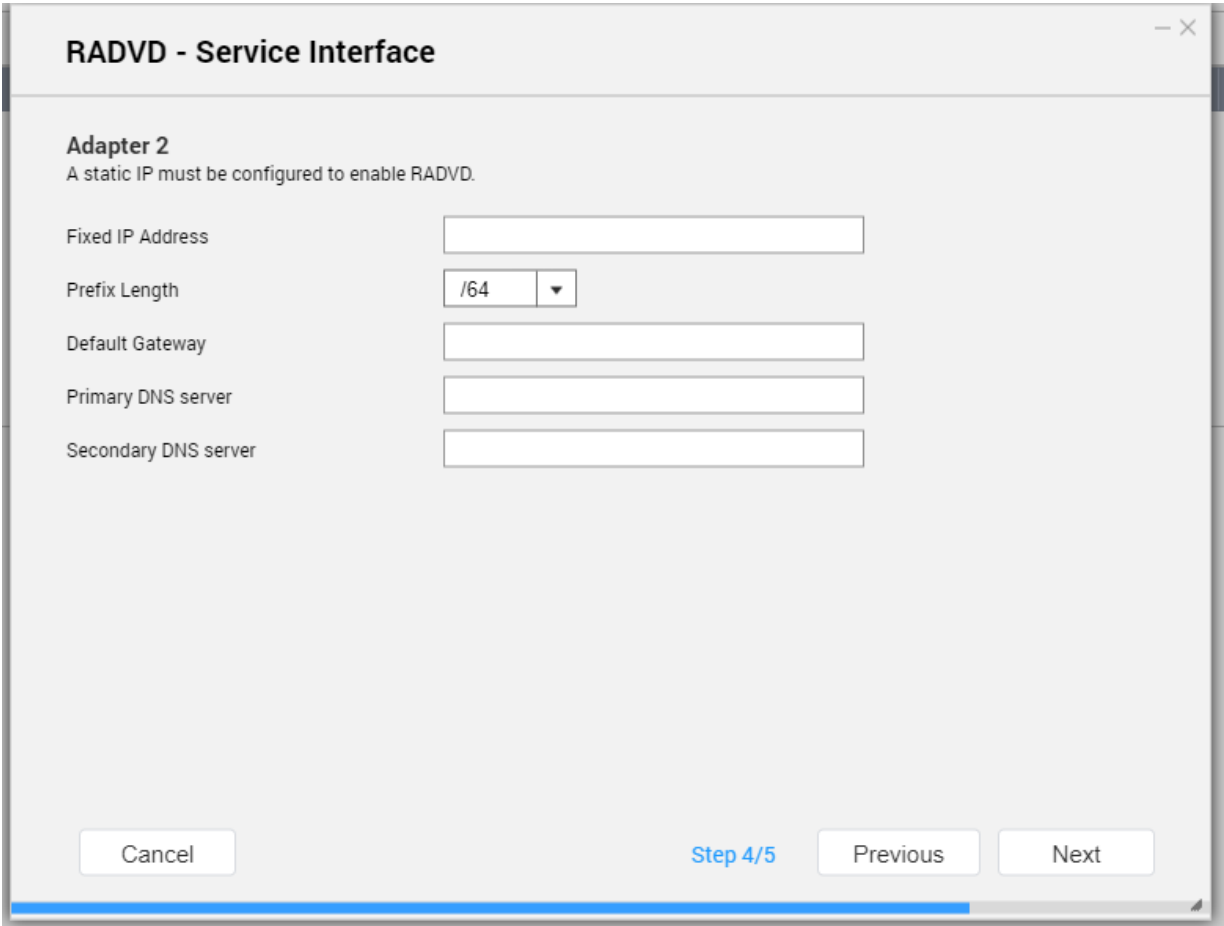 RADVD - Service Interface
Adapter 2
A static IP must be configured to enable RADVD.
Fixed IP Address
Prefix Length /64
Default Gateway
Primary DNS server
Secondary DNS server
Cancel Step 4/5 Previous Next